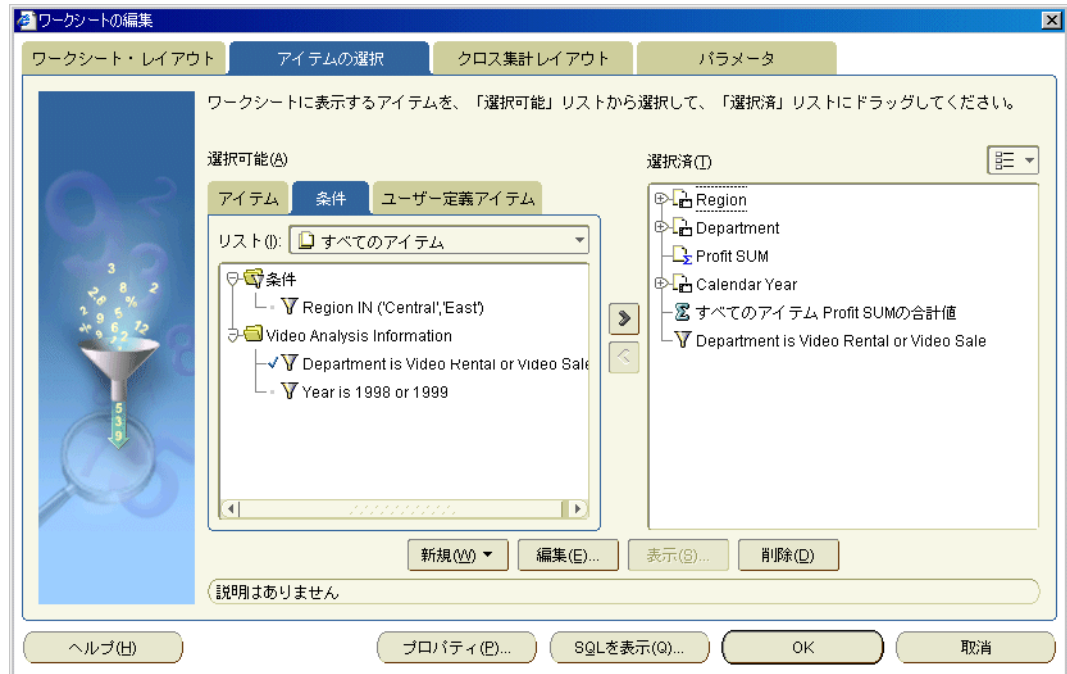 ワークシートの編集
ワークシート・レイアウト アイテムの選択 クロス集計レイアウト パラメータ
ワークシートに表示するアイテムを、「選択可能」リストから選択して、「選択済」リストにドラッグしてください。
選択可能(A)
選択済(T)
アイテム 条件 ユーザー定義アイテム
リスト(I): すべてのアイテム
条件
Region IN ('Central','East')
Video Analysis Information
Department is Video Rental or Video Sale
Year is 1998 or 1999
Region
Department
Profit SUM
Calendar Year
すべてのアイテム Profit SUMの合計値
Department is Video Rental or Video Sale
新規(W) 編集(E)... 表示(S)... 削除(D)
説明はありません
ヘルプ(H) プロパティ(P)... SQLを表示(Q)... OK 取消